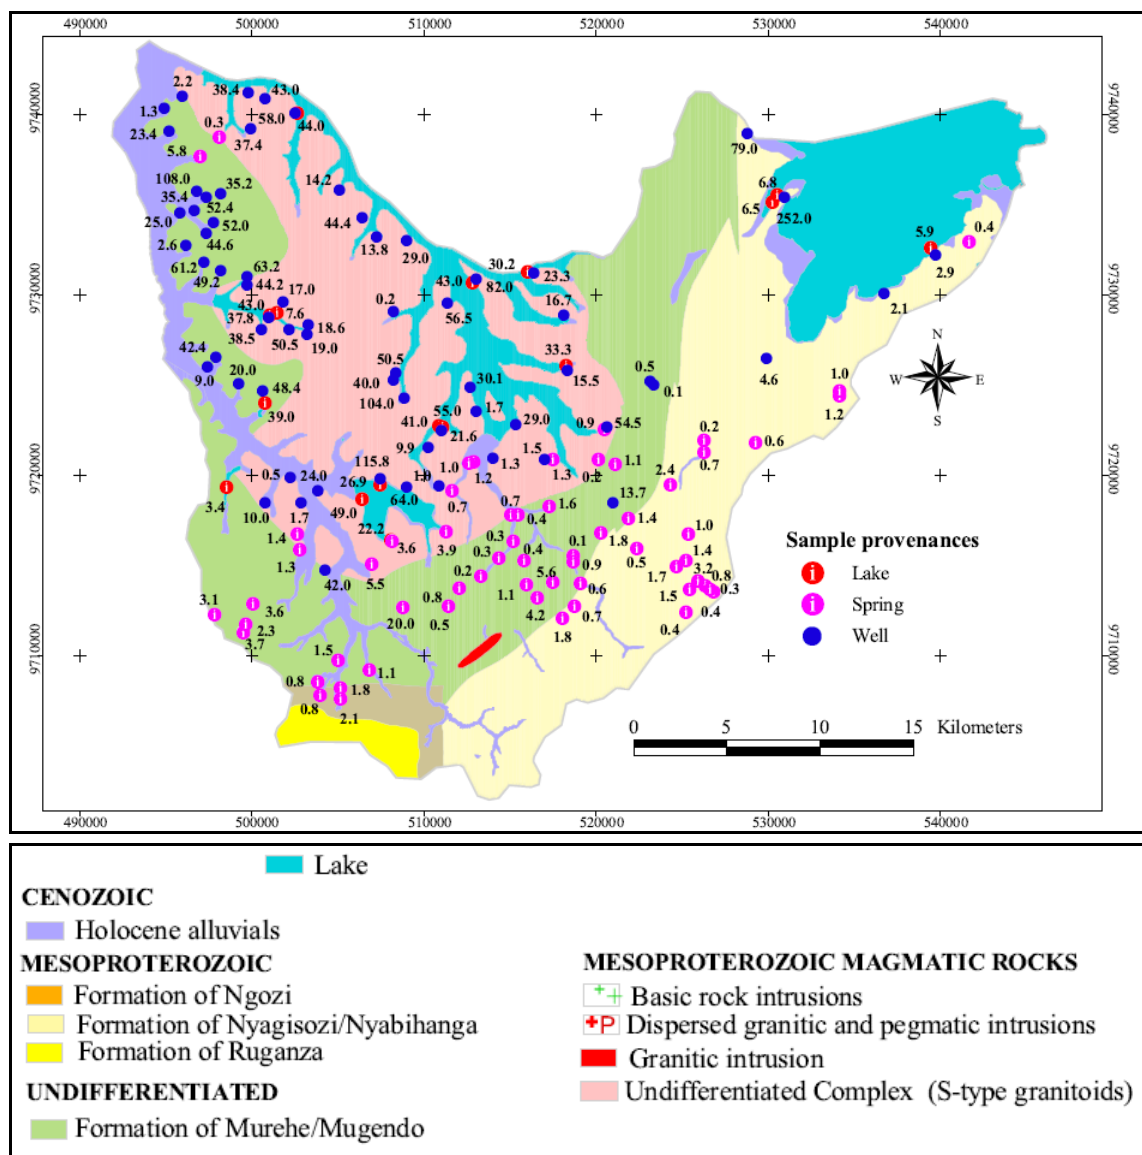 490000 500000 510000 520000 530000 540000
9740000 9740000
9730000 9730000
9720000 9720000
9710000 9710000
2.2 38.4 43.0
1.3 58.0 44.0
23.4 0.3 37.4 79.0
5.8
108.0 35.2 14.2 6.8
35.4 52.4
25.0 52.0 44.4 6.5 252.0
2.6 44.6 13.8 29.0 5.9 0.4
61.2 63.2 30.2
49.2 44.2 17.0 43.0 82.0 23.3 2.9
43.0 7.6 0.2 16.7 2.1
37.8 18.6 56.5
38.5 50.5 19.0
42.4 33.3
9.0 20.0 50.5 0.5 4.6 1.0
48.4 40.0 30.1 15.5 0.1
39.0 104.0 55.0 1.7 1.2
41.0 21.6 29.0 0.9 54.5 0.2 0.6
9.9 1.5
115.8 1.0 1.3 1.3 1.1 0.7
0.5 24.0 26.9 1.0 1.2 0.2 2.4
3.4 10.0 1.7 49.0 64.0 0.7 0.7 1.6 13.7
1.4 22.2 0.4 1.4 1.0
1.3 3.6 3.9 0.3 0.1 1.8
5.5 0.3 0.4 0.9 0.5 1.4
42.0 0.2 5.6 1.7 3.2 0.8
3.1 3.6 0.8 1.1 0.6 1.5 0.3
2.3 20.0 0.5 4.2 0.7 0.4
3.7 1.8 0.4
1.5 1.1
0.8 1.8
0.8 2.1
N
W E
S
Sample provenances
i Lake
i Spring
Well
0 5 10 15 Kilometers
490000 500000 510000 520000 530000 540000
Lake
CENOZOIC
Holocene alluvials
MESOPROTEROZOIC
Formation of Ngozi
Formation of Nyagisozi/Nyabihanga
Formation of Ruganza
UNDIFFERENTIATED
Formation of Murehe/Mugendo
MESOPROTEROZOIC MAGMATIC ROCKS
Basic rock intrusions
+P Dispersed granitic and pegmatic intrusions
Granitic intrusion
Undifferentiated Complex (S-type granitoids)